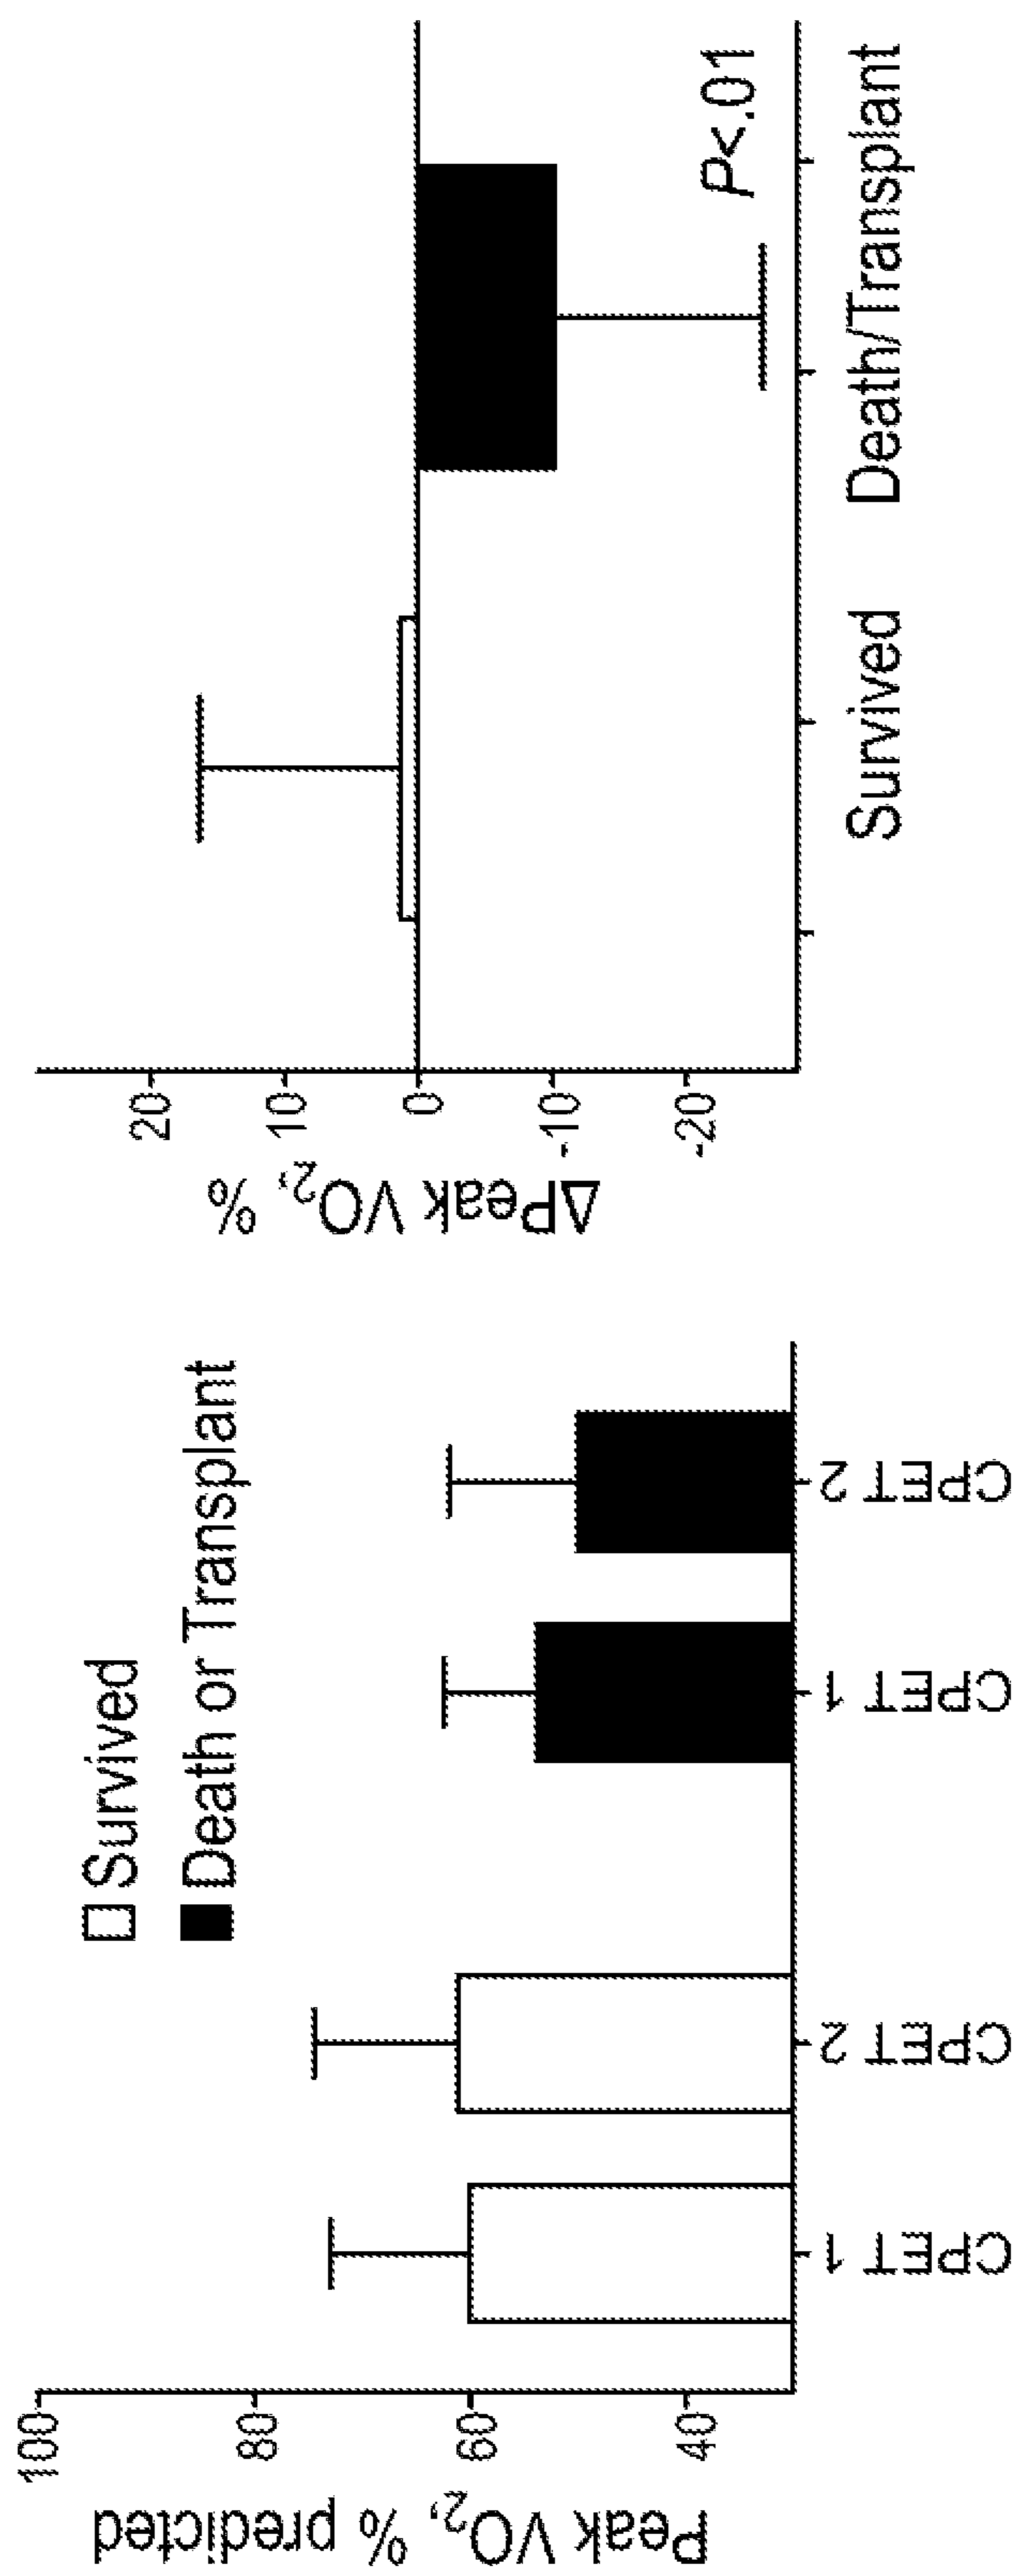 Peak VO₂, % predicted
100
80
60
40
Survived
Death or Transplant
CPET 1
CPET 2
CPET 1
CPET 2
ΔPeak VO₂, %
20
10
0
-10
-20
P<.01
Survived
Death/Transplant